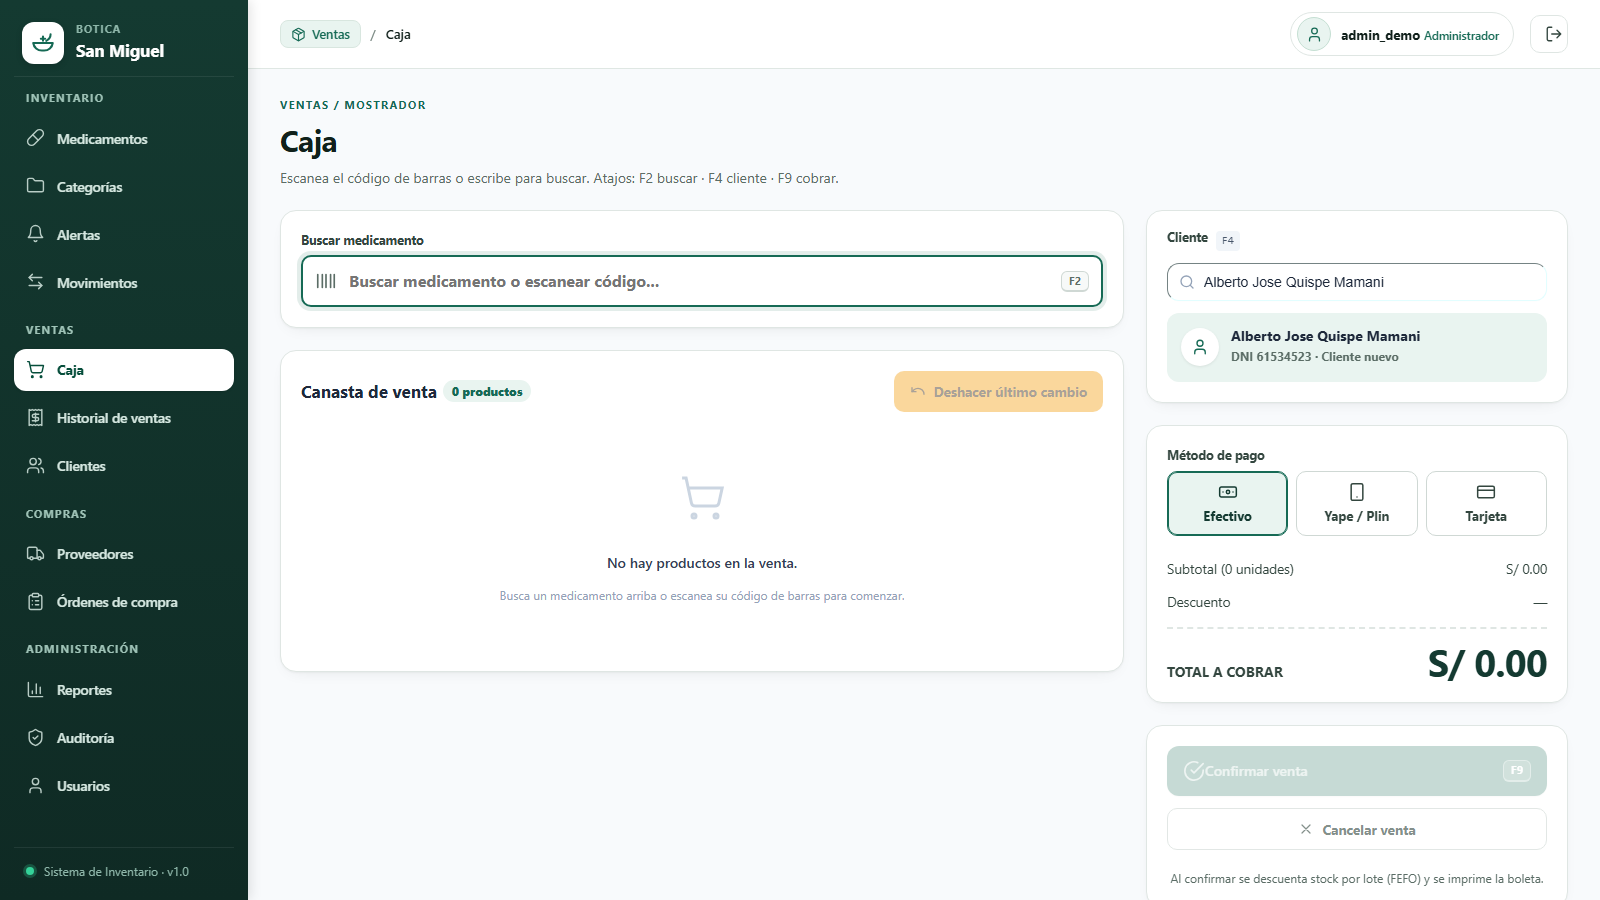 BOTICA
San Miguel
INVENTARIO
Medicamentos
Categorías
Alertas
Movimientos
VENTAS
Caja
Historial de ventas
Clientes
COMPRAS
Proveedores
Órdenes de compra
ADMINISTRACIÓN
Reportes
Auditoría
Usuarios
Sistema de Inventario · v1.0
Ventas / Caja
admin_demo Administrador
VENTAS / MOSTRADOR
Caja
Escanea el código de barras o escribe para buscar. Atajos: F2 buscar · F4 cliente · F9 cobrar.
Buscar medicamento
Buscar medicamento o escanear código... F2
Canasta de venta 0 productos Deshacer último cambio
No hay productos en la venta.
Busca un medicamento arriba o escanea su código de barras para comenzar.
Cliente F4
Alberto Jose Quispe Mamani
Alberto Jose Quispe Mamani
DNI 61534523 · Cliente nuevo
Método de pago
Efectivo Yape / Plin Tarjeta
Subtotal (0 unidades) S/ 0.00
Descuento —
TOTAL A COBRAR S/ 0.00
Confirmar venta F9
Cancelar venta
Al confirmar se descuenta stock por lote (FEFO) y se imprime la boleta.